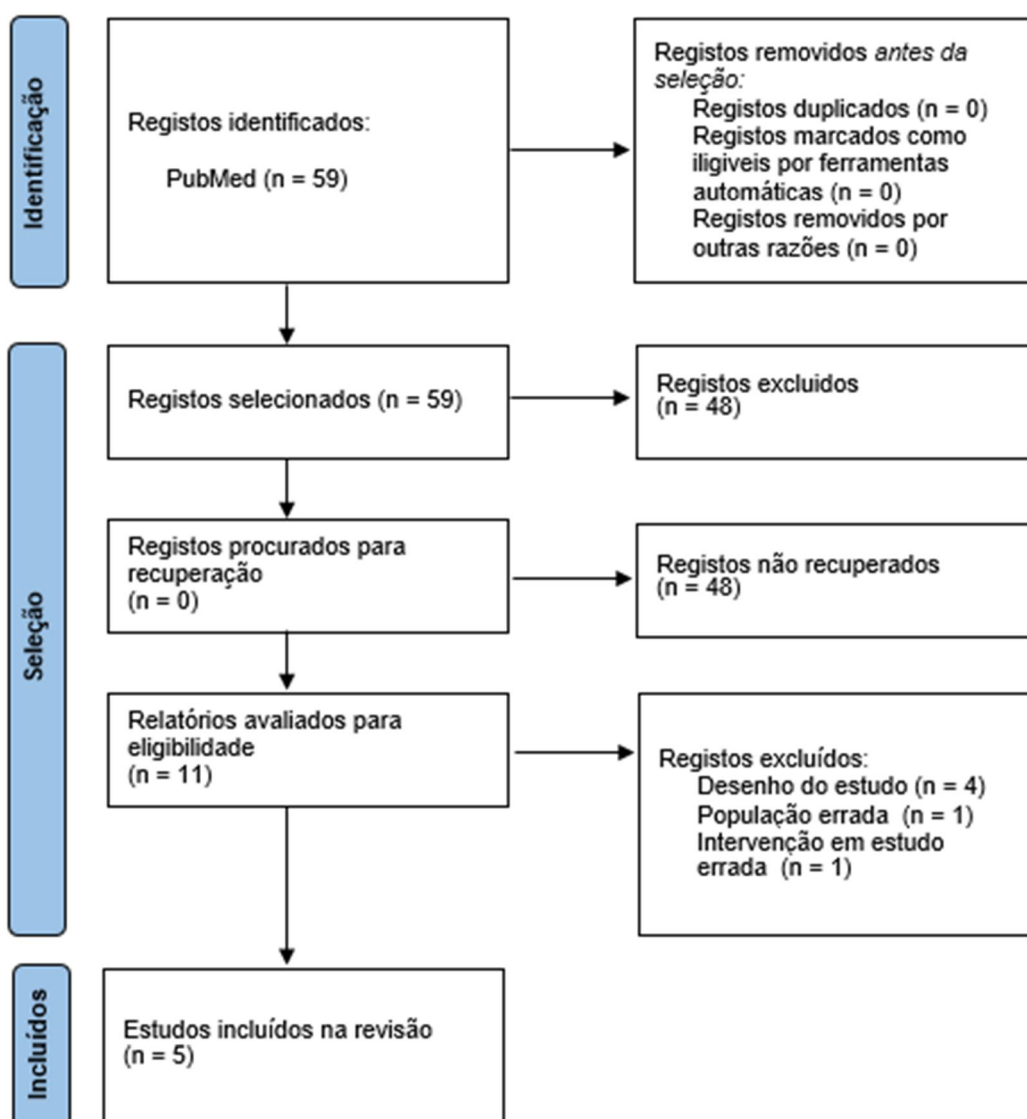 Identificação
Registos identificados:
PubMed (n = 59)
Registos removidos antes da
seleção:
Registos duplicados (n = 0)
Registos marcados como
iligiveis por ferramentas
automáticas (n = 0)
Registos removidos por
outras razões (n = 0)
Seleção
Registos selecionados (n = 59)
Registos excluidos
(n = 48)
Registos procurados para
recuperação
(n = 0)
Registos não recuperados
(n = 48)
Relatórios avaliados para
eligibilidade
(n = 11)
Registos excluídos:
Desenho do estudo (n = 4)
População errada (n = 1)
Intervenção em estudo
errada (n = 1)
Incluídos
Estudos incluídos na revisão
(n = 5)